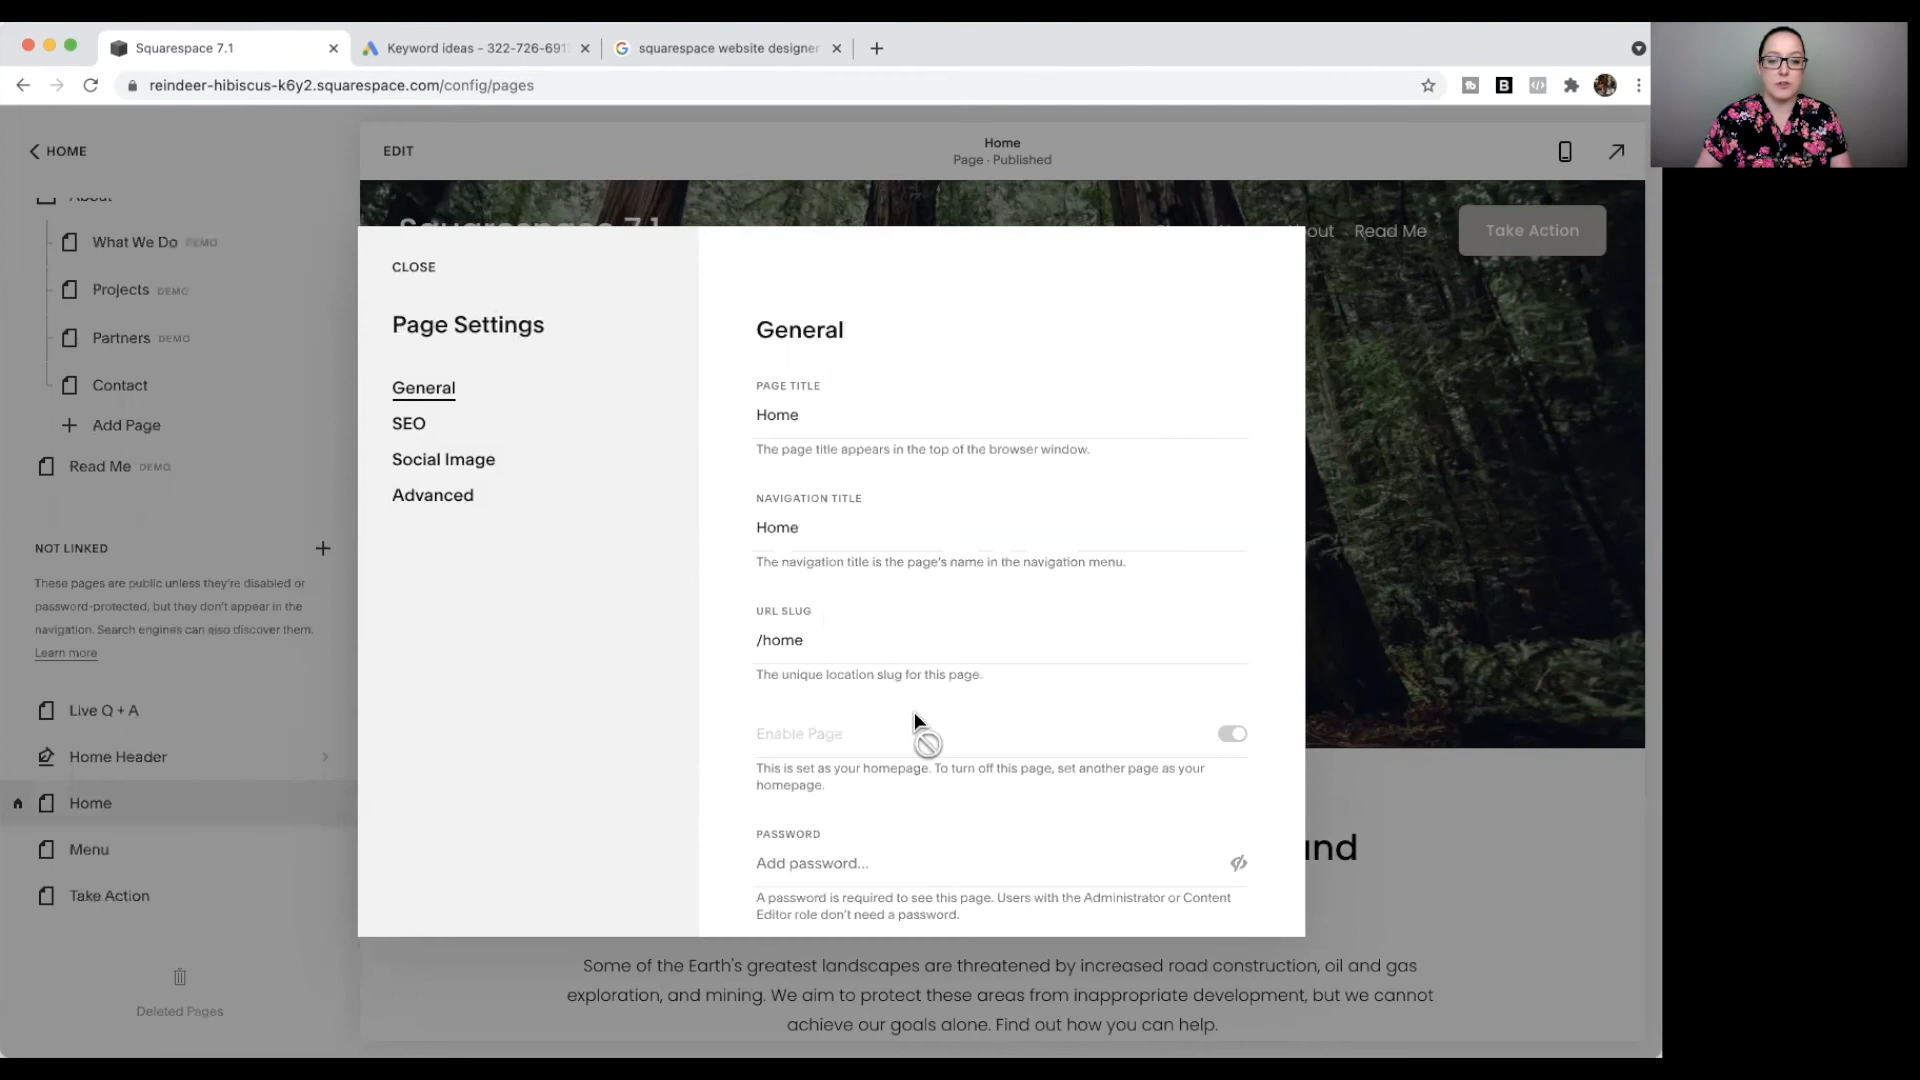 Squarespace 7.1
Keyword ideas - 322-726-691
squarespace website designer
reindeer-hibiscus-k6y2.squarespace.com/config/pages
HOME
EDIT
Home
Page · Published
About
What We Do DEMO
Projects DEMO
Partners DEMO
Contact
Add Page
Read Me DEMO
NOT LINKED
These pages are public unless they're disabled or
password-protected, but they don't appear in the
navigation. Search engines can also discover them.
Learn more
Live Q + A
Home Header
Home
Menu
Take Action
Deleted Pages
Squarespace 7.1
out
Read Me
Take Action
CLOSE
Page Settings
General
SEO
Social Image
Advanced
General
PAGE TITLE
Home
The page title appears in the top of the browser window.
NAVIGATION TITLE
Home
The navigation title is the page's name in the navigation menu.
URL SLUG
/home
The unique location slug for this page.
Enable Page
This is set as your homepage. To turn off this page, set another page as your
homepage.
PASSWORD
Add password...
A password is required to see this page. Users with the Administrator or Content
Editor role don't need a password.
und
Some of the Earth's greatest landscapes are threatened by increased road construction, oil and gas
exploration, and mining. We aim to protect these areas from inappropriate development, but we cannot
achieve our goals alone. Find out how you can help.